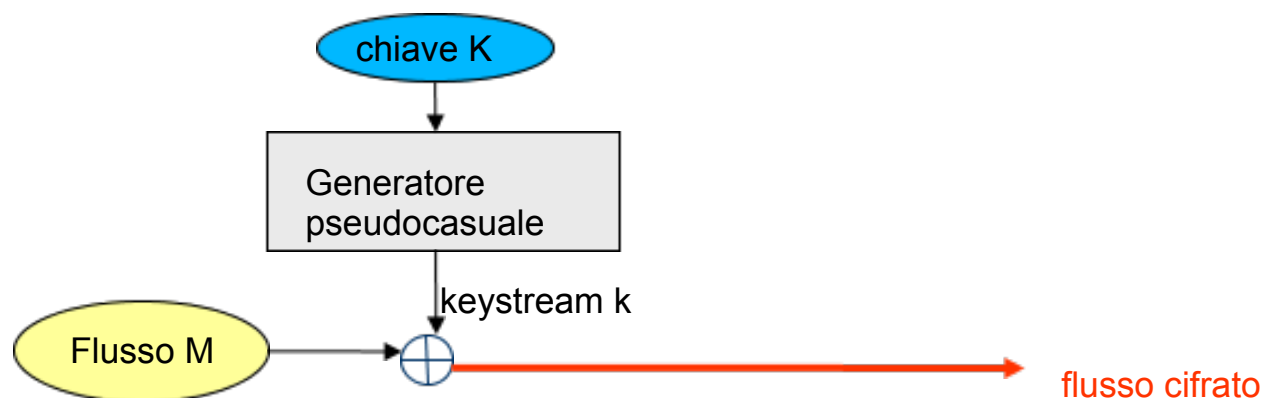 chiave K
Generatore
pseudocasuale
keystream k
Flusso M
flusso cifrato